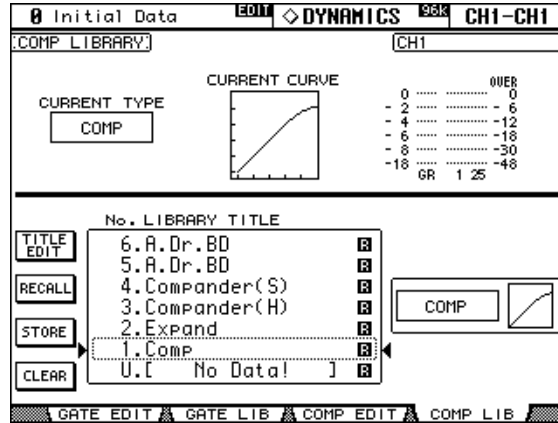 0 Initial Data EDIT ◇DYNAMICS 96k CH1-CH1
COMP LIBRARY
CH1
CURRENT TYPE
COMP
CURRENT CURVE
OVER
0 0
-2 -6
-4 -12
-6 -18
-8 -30
-18 -48
GR 1 25
No. LIBRARY TITLE
TITLE EDIT
RECALL
STORE
CLEAR
6.A.Dr.BD R
5.A.Dr.BD R
4.Compander(S) R
3.Compander(H) R
2.Expand R
1.Comp R
U.[ No Data! ] R
COMP
GATE EDIT GATE LIB COMP EDIT COMP LIB